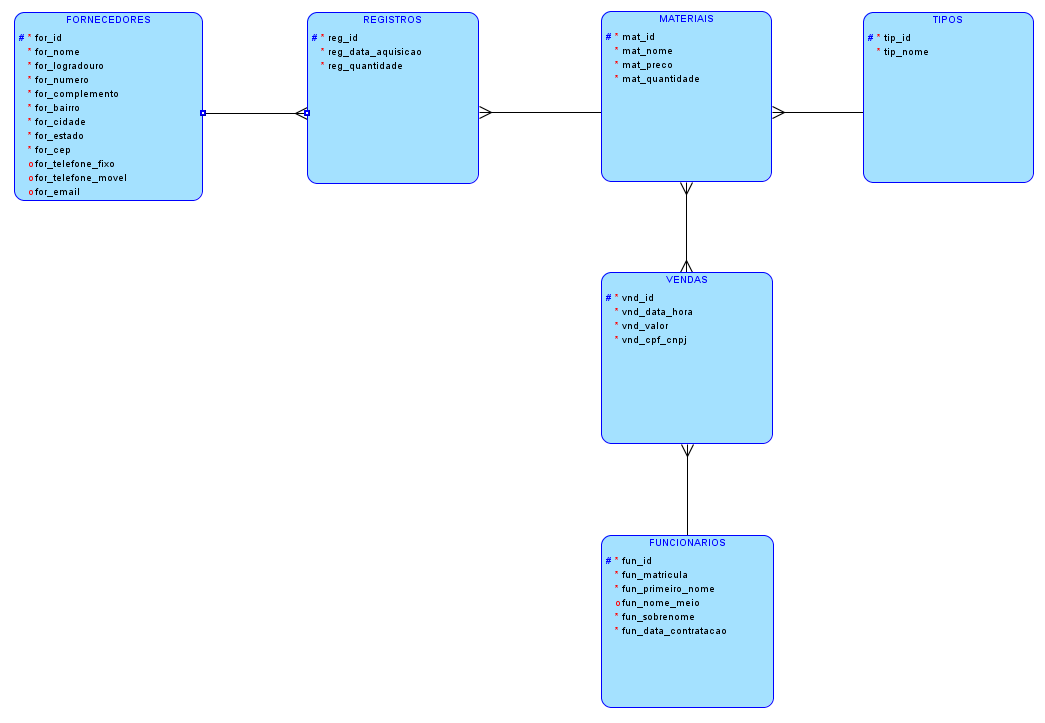 FORNECEDORES
# * for_id
* for_nome
* for_logradouro
* for_numero
* for_complemento
* for_bairro
* for_cidade
* for_estado
* for_cep
o for_telefone_fixo
o for_telefone_movel
o for_email
REGISTROS
# * reg_id
* reg_data_aquisicao
* reg_quantidade
MATERIAIS
# * mat_id
* mat_nome
* mat_preco
* mat_quantidade
TIPOS
# * tip_id
* tip_nome
VENDAS
# * vnd_id
* vnd_data_hora
* vnd_valor
* vnd_cpf_cnpj
FUNCIONARIOS
# * fun_id
* fun_matricula
* fun_primeiro_nome
o fun_nome_meio
* fun_sobrenome
* fun_data_contratacao